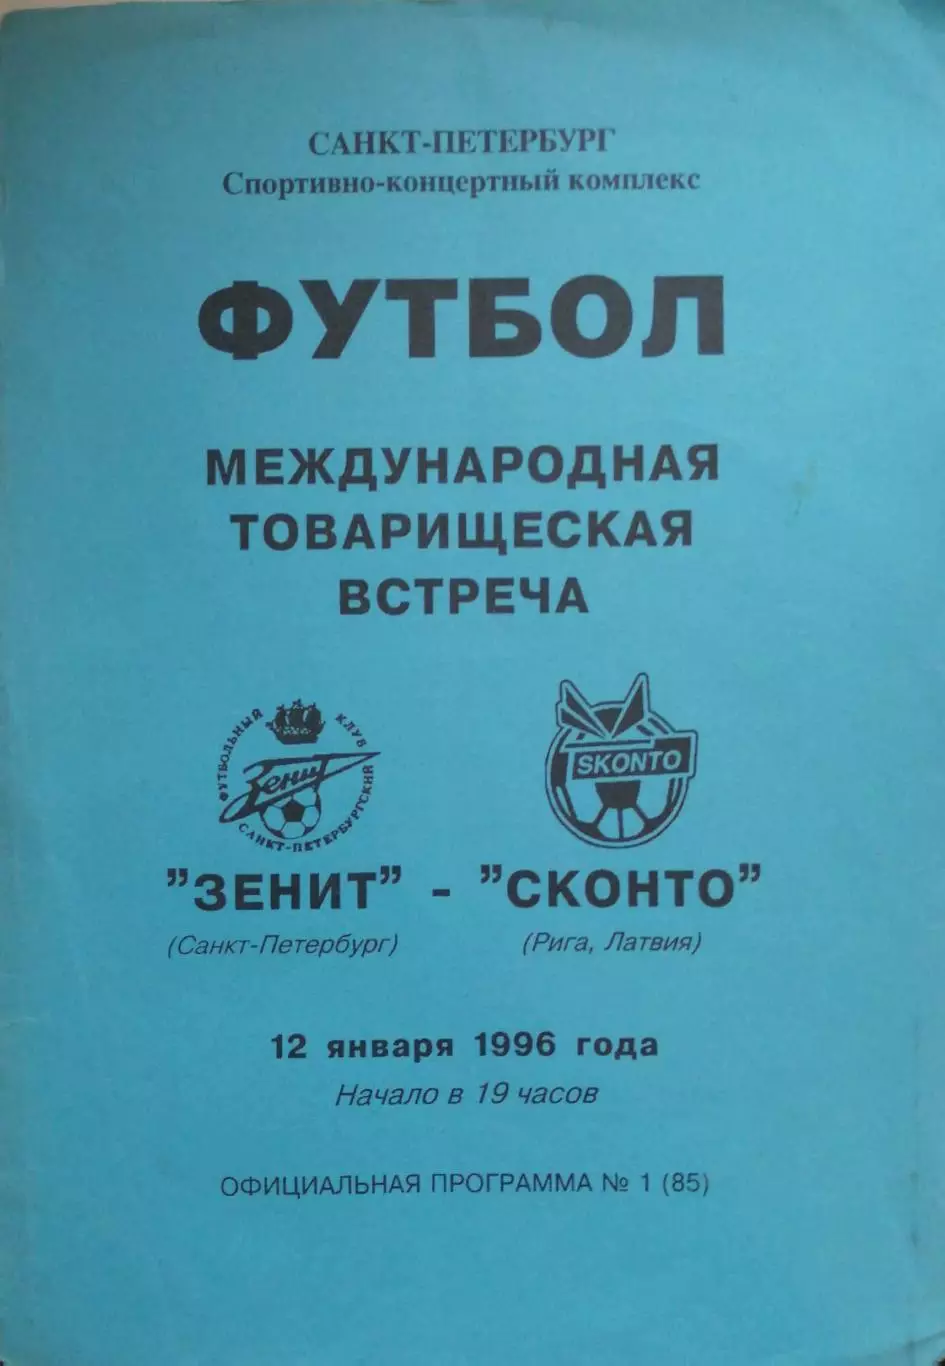 САНКТ-ПЕТЕРБУРГ
Спортивно-концертный комплекс
ФУТБОЛ
МЕЖДУНАРОДНАЯ
ТОВАРИЩЕСКАЯ
ВСТРЕЧА
ФУТБОЛЬНЫЙ КЛУБ
Зенит
САНКТ-ПЕТЕРБУРГСКИЙ
SKONTO
"ЗЕНИТ" - "СКОНТО"
(Санкт-Петербург) (Рига, Латвия)
12 января 1996 года
Начало в 19 часов
ОФИЦИАЛЬНАЯ ПРОГРАММА № 1 (85)